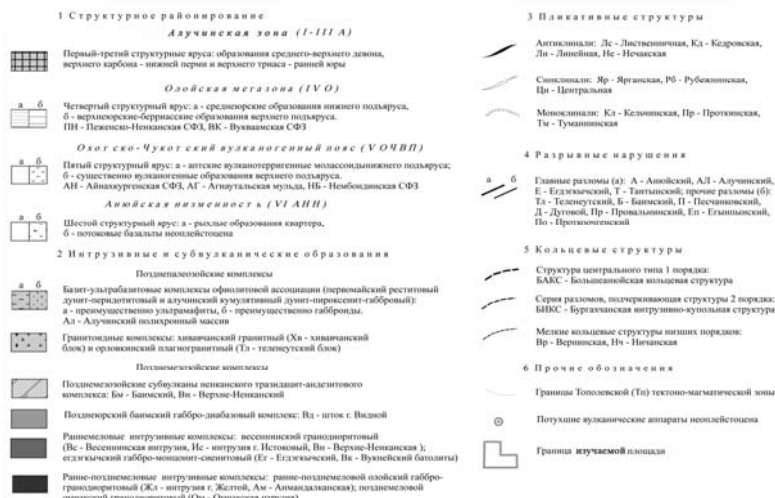 1 Структурное районирование
Алучинская зона (I-III А)
Первый-третий структурные яруса: образования среднего-верхнего девона,
верхнего карбона - нижней перми и верхнего триаса - ранней юры
Олойская мегазона (IV О)
а б
Четвертый структурный ярус: а - среднеюрские образования нижнего подъяруса,
б - верхнеюрские-берриасские образования верхнего подъяруса.
ПН - Пеженско-Ненканская СФЗ, ВК - Вукваамская СФЗ
Охотско-Чукотский вулканогенный пояс (V ОЧВП)
а б
Пятый структурный ярус: а - аптские вулканотерригенные молассоиды нижнего подъяруса;
б - существенно вулканогенные образования верхнего подъяруса.
АН - Айнахкургенская СФЗ, АГ - Агнаутальская мульда, НБ - Нембондинская СФЗ
Анюйская низменность (VI АНН)
а б
Шестой структурный ярус: а - рыхлые образования квартера,
б - потоковые базальты неоплейстоцена
2 Интрузивные и субвулканические образования
Позднепалеозойские комплексы
а б
Базит-ультрабазитовые комплексы офиолитовой ассоциации (первомайский реститовый
дунит-перидотитовый и алучинский кумулятивный дунит-пироксенит-габбровый):
а - преимущественно ультрамафиты, б - преимущественно габброиды.
Ал - Алучинский полихронный массив
Гранитоидные комплексы: хивавчанский гранитный (Хв - хивавчанский
блок) и орловкинский плагиогранитный (Тл - теленеутский блок)
Позднемезозойские комплексы
Позднемезозойские субвулканы ненканского трахидацит-андезитового
комплекса: Бм - Баимский, Вн - Верхне-Ненканский
Позднеюрский баимский габбро-диабазовый комплекс: Вд - шток г. Видной
Раннемеловые интрузивные комплексы: весеннинский гранодиоритовый
(Вс - Весеннинская интрузия, Ис - интрузия г. Истоковый, Вн - Верхне-Ненканская );
егдэгкычский габбро-монцонит-сиенитовый (Ег - Егдэгкычский, Вк - Вукнейский батолиты)
Ранне-позднемеловые интрузивные комплексы: ранне-позднемеловой олойский габбро-
гранодиоритовый (Жл - интрузия г. Желтой, Ам - Анмандалканская); позднемеловой
3 Пликативные структуры
Антиклинали: Лс - Лиственничная, Кд - Кедровская,
Ли - Линейная, Не - Нечакская
Синклинали: Яр - Ярганская, Рб - Рубежнинская,
Цн - Центральная
Моноклинали: Кл - Кельчинская, Пр - Проткинская,
Тм - Туманнинская
4 Разрывные нарушения
а б
Главные разломы (а): А - Анюйский, АЛ - Алучинский,
Е - Егдэгкычский, Т - Тантынский; прочие разломы (б):
Тл - Теленеутский, Б - Баимский, П - Песчанковский,
Д - Дуговой, Пр - Провальнинский, Еп - Егыпынский,
По -
5 Кольцевые структуры
Структура центрального типа 1 порядка:
БАКС - Большеанюйская кольцевая структура
Серия разломов, подчеркивающая структуры 2 порядка:
БИКС - Бургахчанская интрузивно-купольная структура
Мелкие кольцевые структуры низших порядков:
Вр - Вернинская, Нч - Ничанская
6 Прочие обозначения
Границы Тополевской (Тп) тектоно-магматической зоны
Потухшие вулканические аппараты неоплейстоцена
Граница изучаемой площади